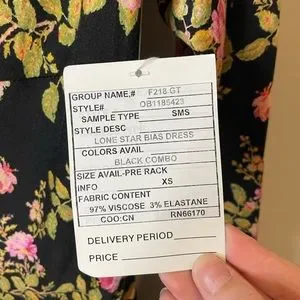 GROUP NAME,# F218 GT
STYLE# OB1185423
SAMPLE TYPE SMS
STYLE DESC
LONE STAR BIAS DRESS
COLORS AVAIL
BLACK COMBO
SIZE AVAIL-PRE RACK
INFO XS
FABRIC CONTENT
97% VISCOSE 3% ELASTANE
COO:CN RN66170
DELIVERY PERIOD
PRICE